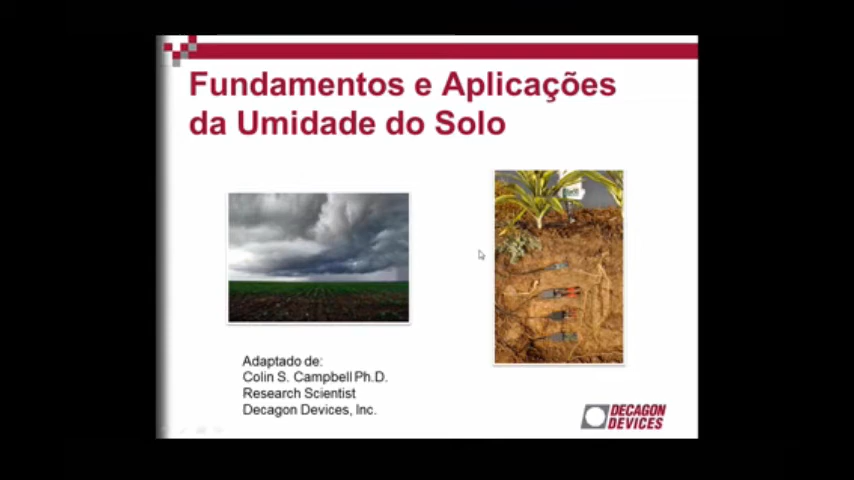 Fundamentos e Aplicações
da Umidade do Solo
Adaptado de:
Colin S. Campbell Ph.D.
Research Scientist
Decagon Devices, Inc.
DECAGON
DEVICES